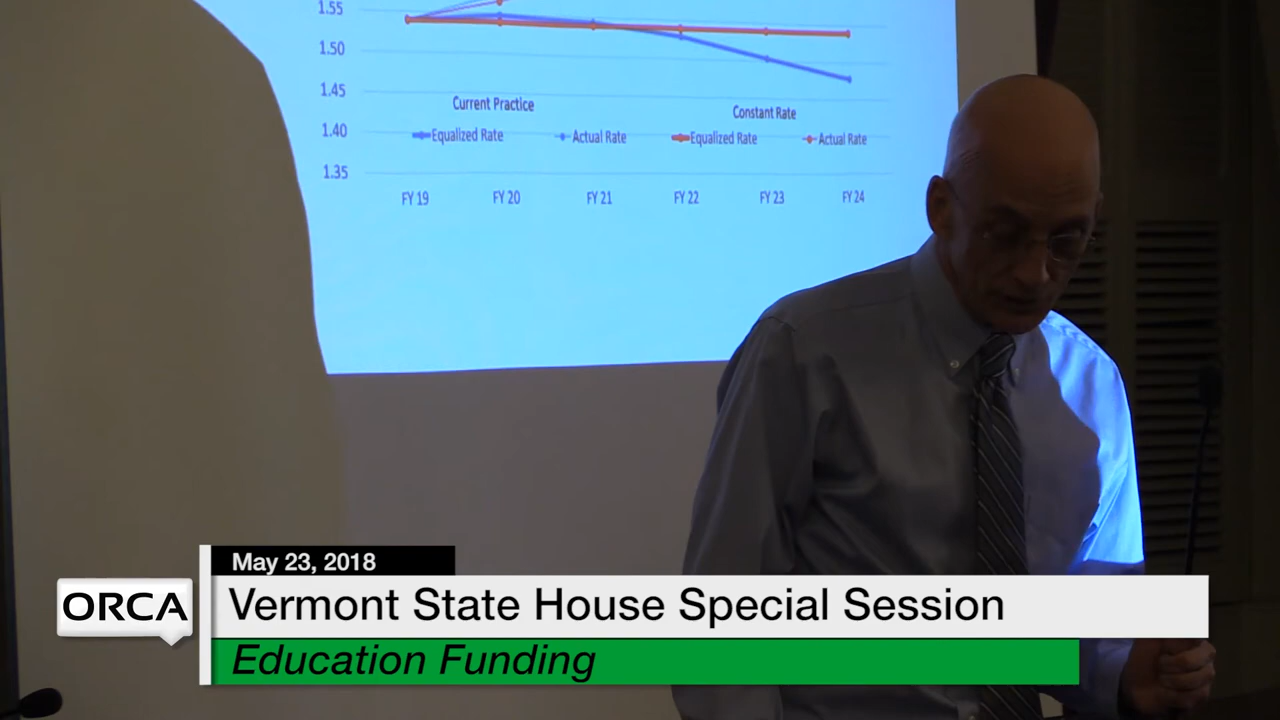 1.55
1.50
1.45
Current Practice Constant Rate
1.40 Equalized Rate Actual Rate Equalized Rate Actual Rate
1.35
FY 19 FY 20 FY 21 FY 22 FY 23 FY 24
May 23, 2018
ORCA Vermont State House Special Session
Education Funding